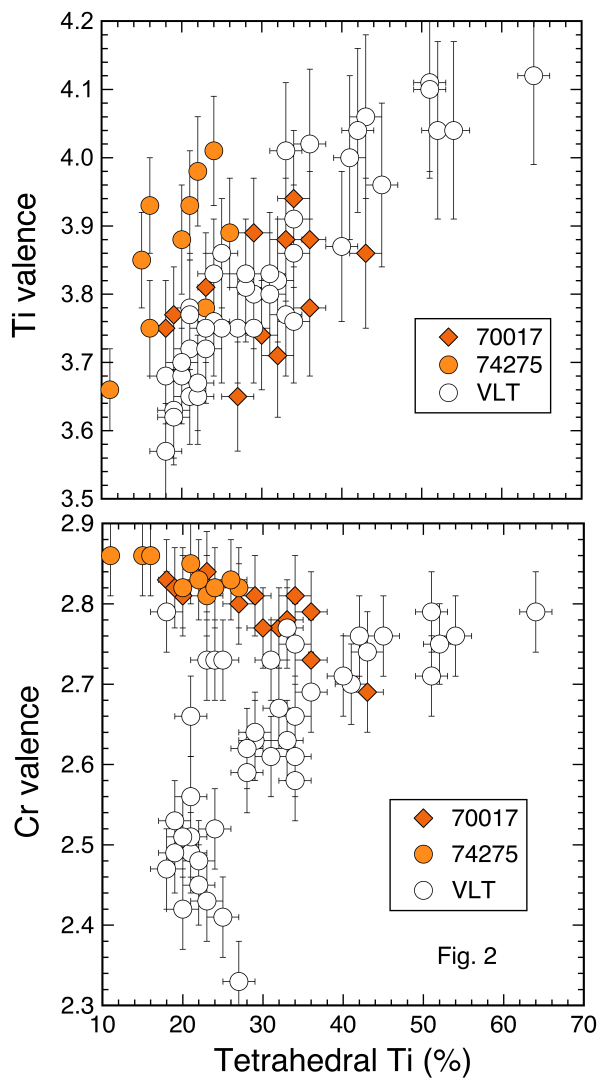 4.2
4.1
4.0
3.9
3.8
3.7
3.6
3.5
Ti valence
70017
74275
VLT
2.9
2.8
2.7
2.6
2.5
2.4
2.3
Cr valence
70017
74275
VLT
Fig. 2
10 20 30 40 50 60 70
Tetrahedral Ti (%)